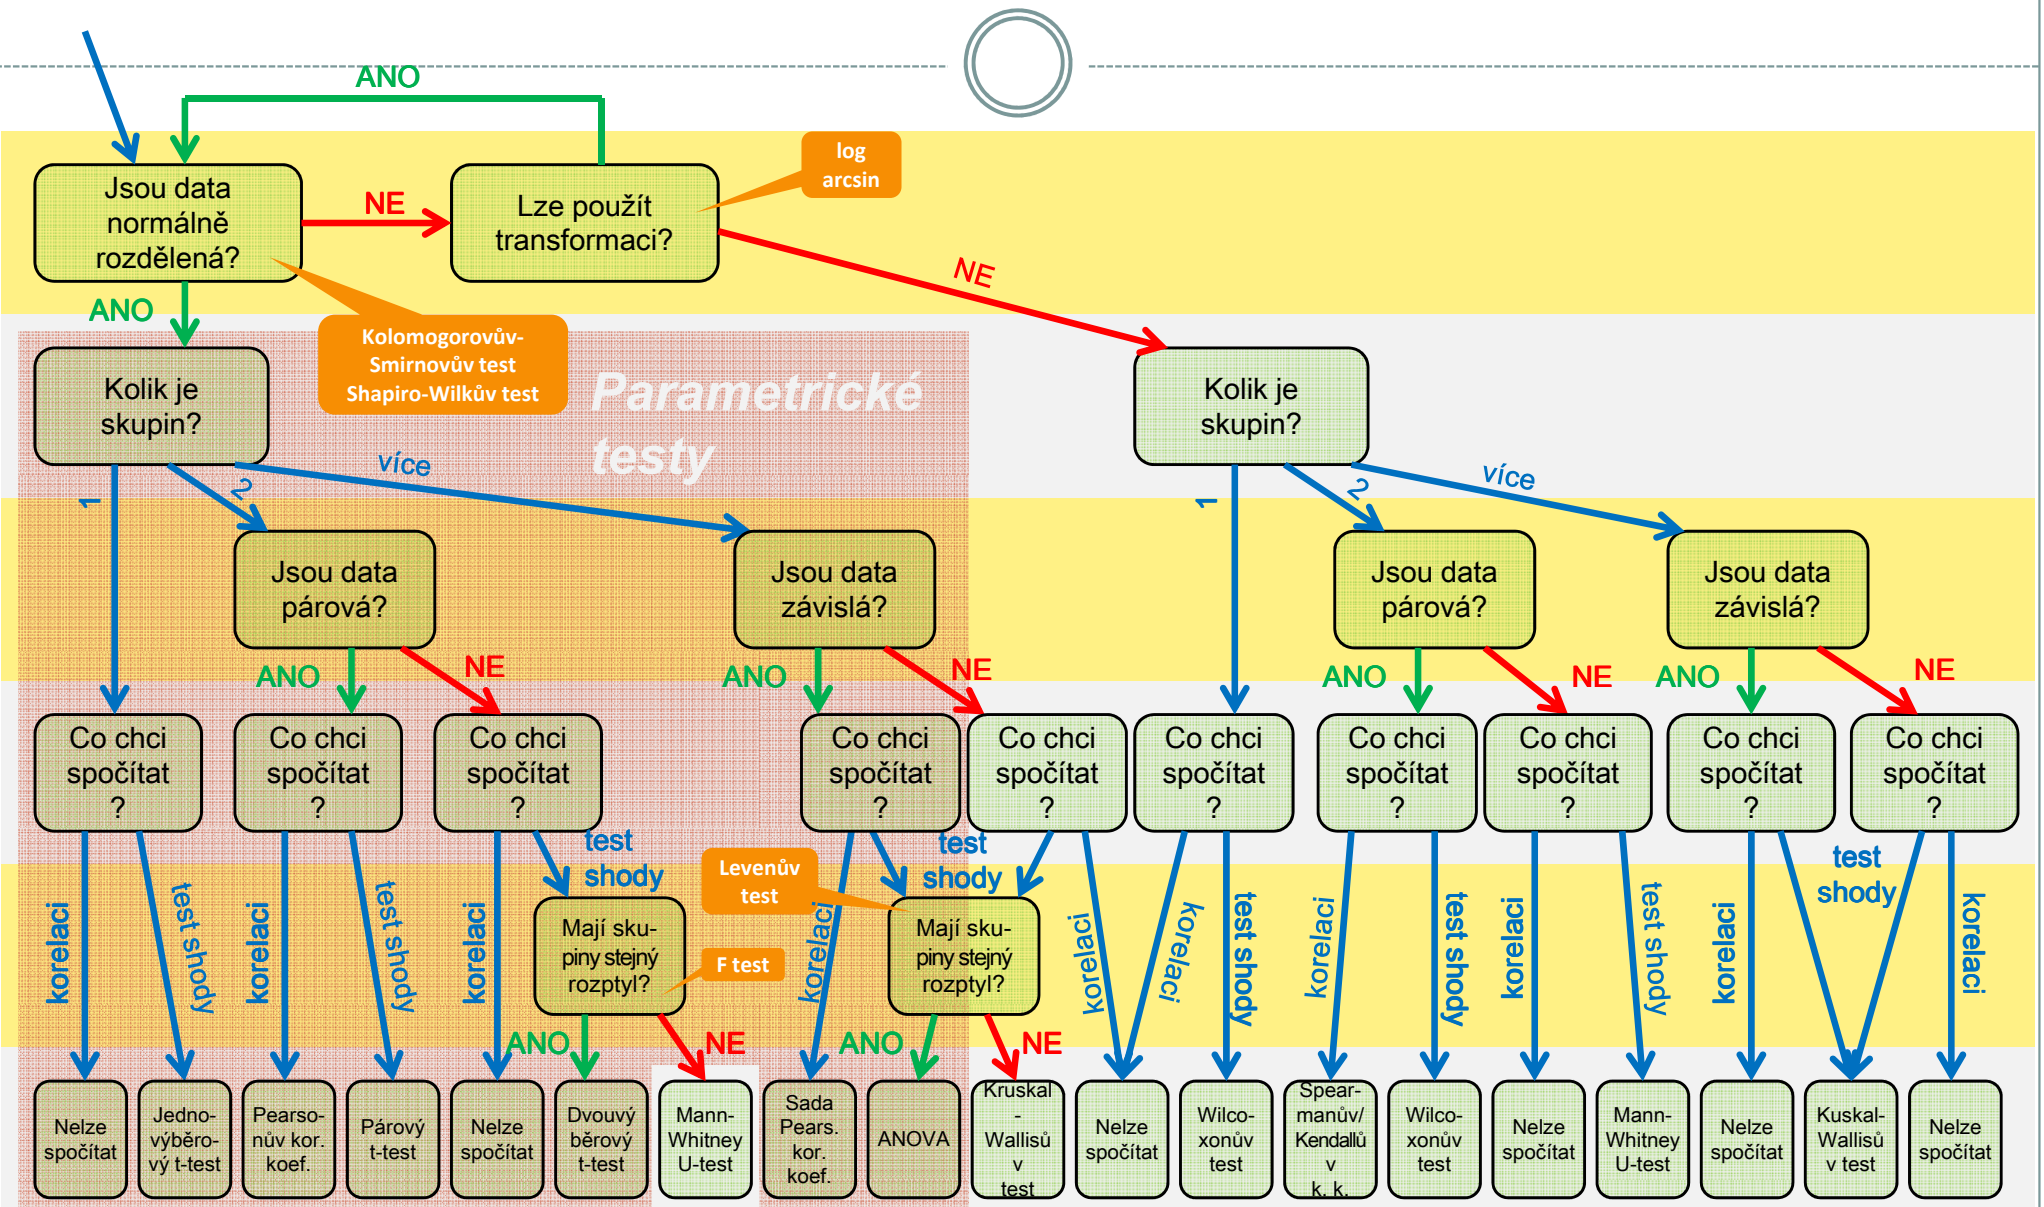 ANO
log
arcsin
Jsou data
normálně
rozdělená?
NE
Lze použít
transformaci?
NE
ANO
Kolomogorovův-
Smirnovův test
Shapiro-Wilkův test
Parametrické
testy
Kolik je
skupin?
Kolik je
skupin?
1
2
více
1
2
více
Jsou data
párová?
Jsou data
závislá?
Jsou data
párová?
Jsou data
závislá?
ANO
NE
ANO
NE
ANO
NE
ANO
NE
Co chci
spočítat
?
Co chci
spočítat
?
Co chci
spočítat
?
Co chci
spočítat
?
Co chci
spočítat
?
Co chci
spočítat
?
Co chci
spočítat
?
Co chci
spočítat
?
Co chci
spočítat
?
Co chci
spočítat
?
test
shody
test
shody
test
shody
Levenův
test
korelaci
test shody
korelaci
test shody
korelaci
Mají sku-
piny stejný
rozptyl?
F test
korelaci
Mají sku-
piny stejný
rozptyl?
korelaci
korelaci
test shody
korelaci
test shody
korelaci
test shody
korelaci
korelaci
ANO
NE
ANO
NE
Nelze
spočítat
Jedno-
výběro-
vý t-test
Pearso-
nův kor.
koef.
Párový
t-test
Nelze
spočítat
Dvouvý
běrový
t-test
Mann-
Whitney
U-test
Sada
Pears.
kor.
koef.
ANOVA
Kruskal
-
Wallisů
v
test
Nelze
spočítat
Wilco-
xonův
test
Spear-
manův/
Kendallů
v
k. k.
Wilco-
xonův
test
Nelze
spočítat
Mann-
Whitney
U-test
Nelze
spočítat
Kuskal-
Wallisů
v test
Nelze
spočítat